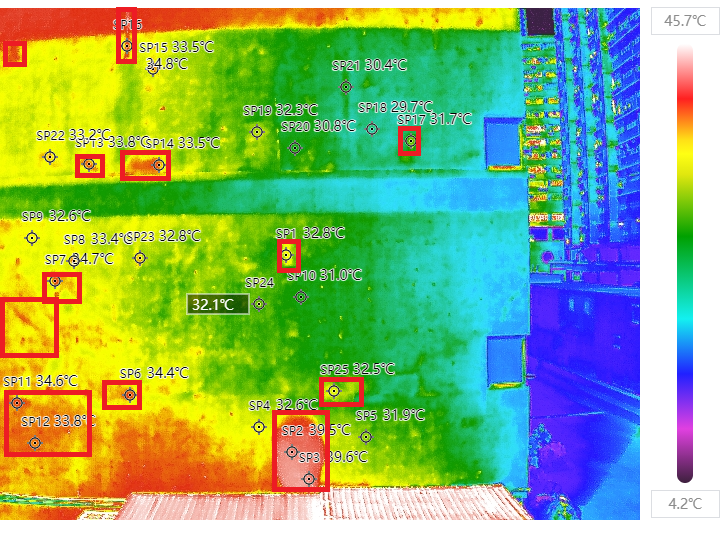 45.7℃
SP15 33.5℃
34.8℃
SP21 30.4℃
SP19 32.3℃
SP18 29.7℃
SP17 31.7℃
SP20 30.8℃
SP22 33.2℃
SP13 33.8℃
SP14 33.5℃
SP9 32.6℃
SP8 33.4℃
SP23 32.8℃
SP1 32.8℃
SP7 34.7℃
SP10 31.0℃
SP24
32.1℃
SP6 34.4℃
SP25 32.5℃
SP11 34.6℃
SP4 32.6℃
SP5 31.9℃
SP12 33.8℃
SP2 39.5℃
SP3 39.6℃
4.2℃